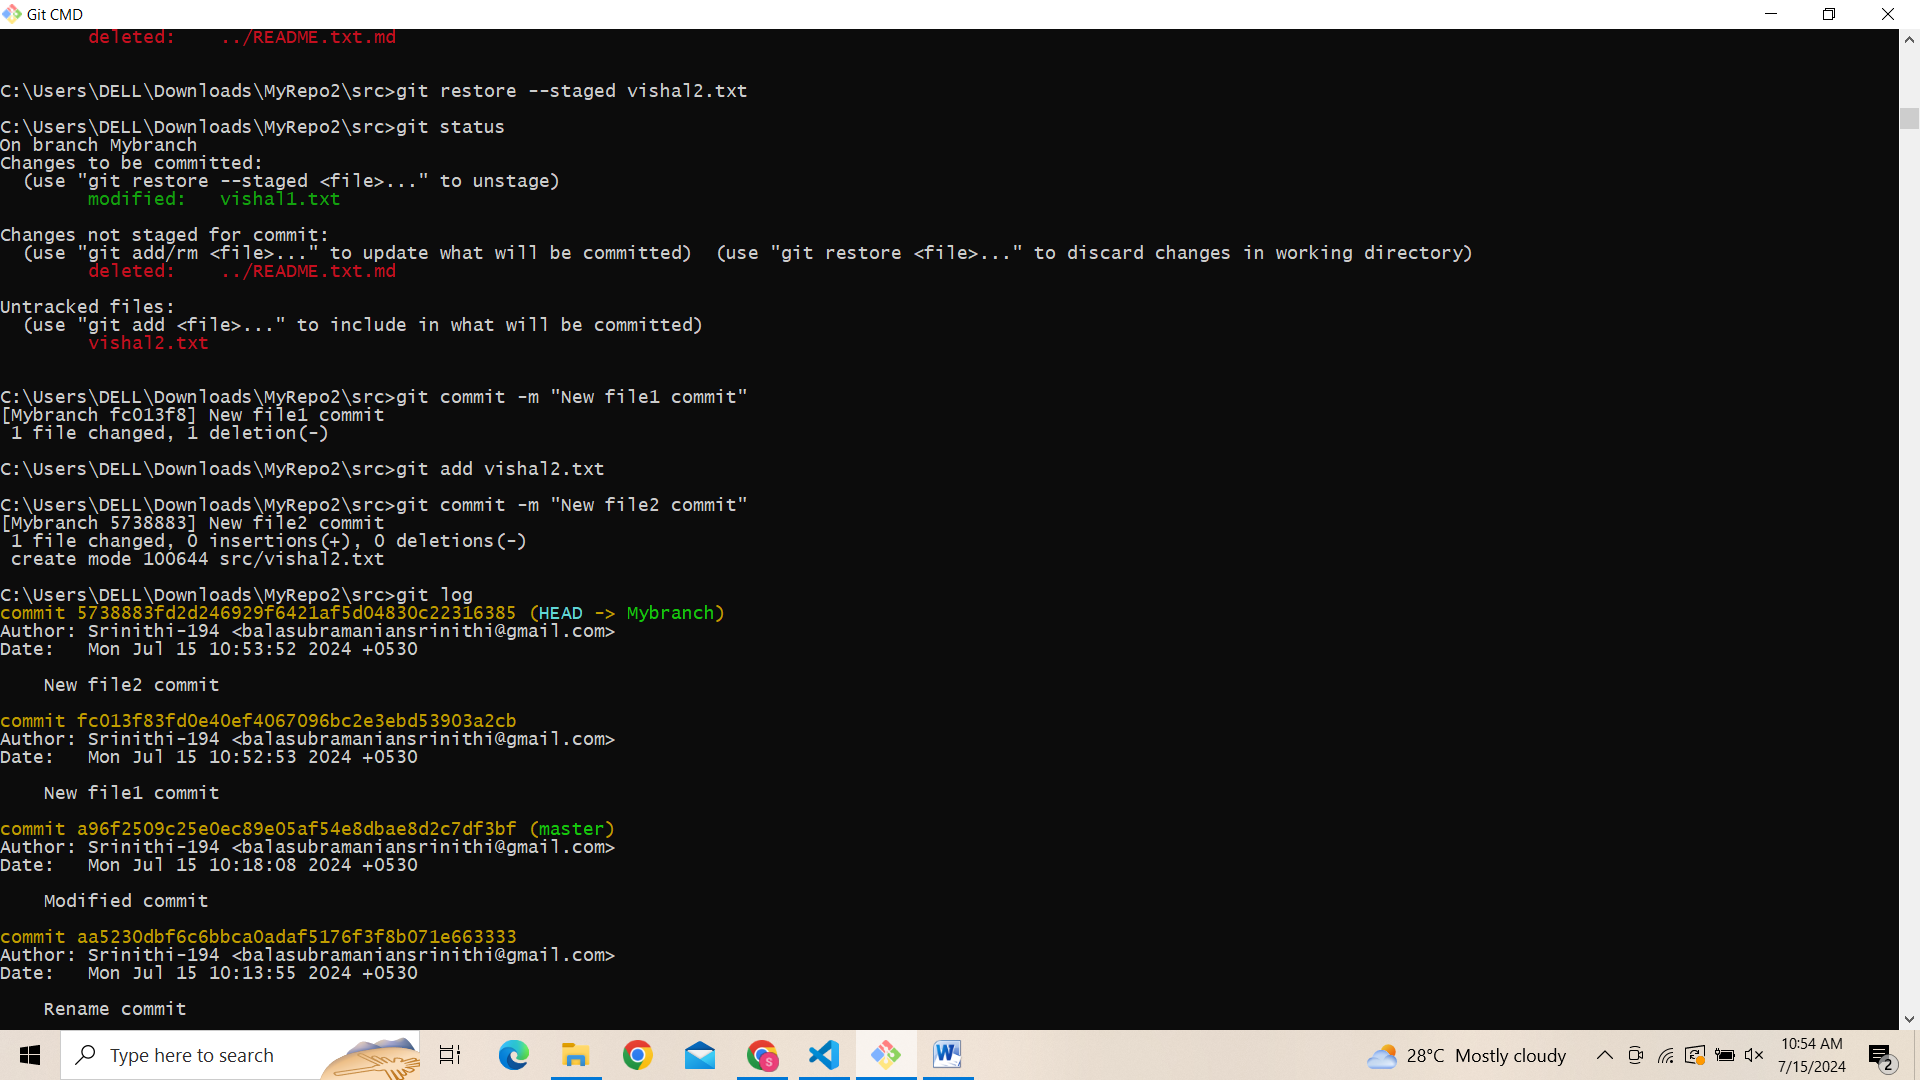 Git CMD
        deleted:    ../README.txt.md
C:\Users\DELL\Downloads\MyRepo2\src>git restore --staged vishal2.txt
C:\Users\DELL\Downloads\MyRepo2\src>git status
On branch Mybranch
Changes to be committed:
  (use "git restore --staged <file>..." to unstage)
        modified:   vishal1.txt
Changes not staged for commit:
  (use "git add/rm <file>..." to update what will be committed)  (use "git restore <file>..." to discard changes in working directory)
        deleted:    ../README.txt.md
Untracked files:
  (use "git add <file>..." to include in what will be committed)
        vishal2.txt
C:\Users\DELL\Downloads\MyRepo2\src>git commit -m "New file1 commit"
[Mybranch fc013f8] New file1 commit
 1 file changed, 1 deletion(-)
C:\Users\DELL\Downloads\MyRepo2\src>git add vishal2.txt
C:\Users\DELL\Downloads\MyRepo2\src>git commit -m "New file2 commit"
[Mybranch 5738883] New file2 commit
 1 file changed, 0 insertions(+), 0 deletions(-)
 create mode 100644 src/vishal2.txt
C:\Users\DELL\Downloads\MyRepo2\src>git log
commit 5738883fd2d246929f6421af5d04830c22316385 (HEAD -> Mybranch)
Author: Srinithi-194 <balasubramaniansrinithi@gmail.com>
Date:   Mon Jul 15 10:53:52 2024 +0530
    New file2 commit
commit fc013f83fd0e40ef4067096bc2e3ebd53903a2cb
Author: Srinithi-194 <balasubramaniansrinithi@gmail.com>
Date:   Mon Jul 15 10:52:53 2024 +0530
    New file1 commit
commit a96f2509c25e0ec89e05af54e8dbae8d2c7df3bf (master)
Author: Srinithi-194 <balasubramaniansrinithi@gmail.com>
Date:   Mon Jul 15 10:18:08 2024 +0530
    Modified commit
commit aa5230dbf6c6bbca0adaf5176f3f8b071e663333
Author: Srinithi-194 <balasubramaniansrinithi@gmail.com>
Date:   Mon Jul 15 10:13:55 2024 +0530
    Rename commit
Type here to search
S
W
28°C Mostly cloudy
10:54 AM
7/15/2024
2